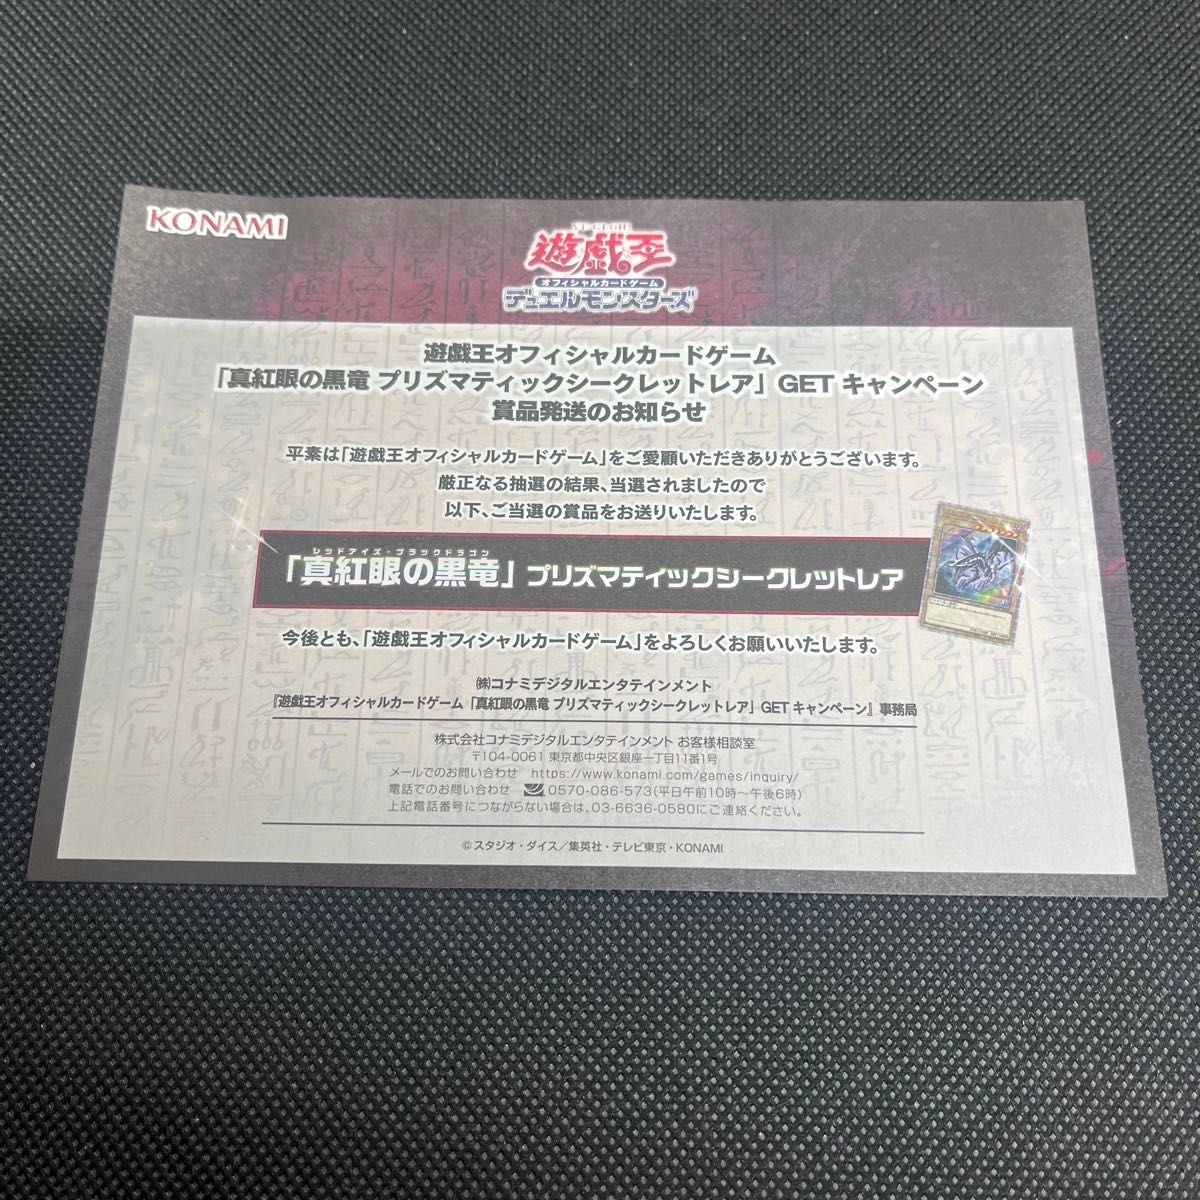 KONAMI
YU-GI-OH!
遊戯王
オフィシャルカードゲーム
デュエルモンスターズ
遊戯王オフィシャルカードゲーム
「真紅眼の黒竜 プリズマティックシークレットレア」GET キャンペーン
賞品発送のお知らせ
平素は「遊戯王オフィシャルカードゲーム」をご愛顧いただきありがとうございます。
厳正なる抽選の結果、当選されましたので
以下、ご当選の賞品をお送りいたします。
レッドアイズ・ブラックドラゴン
「真紅眼の黒竜」プリズマティックシークレットレア
今後とも、「遊戯王オフィシャルカードゲーム」をよろしくお願いいたします。
㈱コナミデジタルエンタテインメント
『遊戯王オフィシャルカードゲーム「真紅眼の黒竜 プリズマティックシークレットレア」GET キャンペーン』事務局
株式会社コナミデジタルエンタテインメント お客様相談室
〒104-0061 東京都中央区銀座一丁目11番1号
メールでのお問い合わせ https://www.konami.com/games/inquiry/
電話でのお問い合わせ 0570-086-573(平日午前10時～午後6時)
上記電話番号につながらない場合は、03-6636-0580にご連絡ください。
©スタジオ・ダイス／集英社・テレビ東京・KONAMI